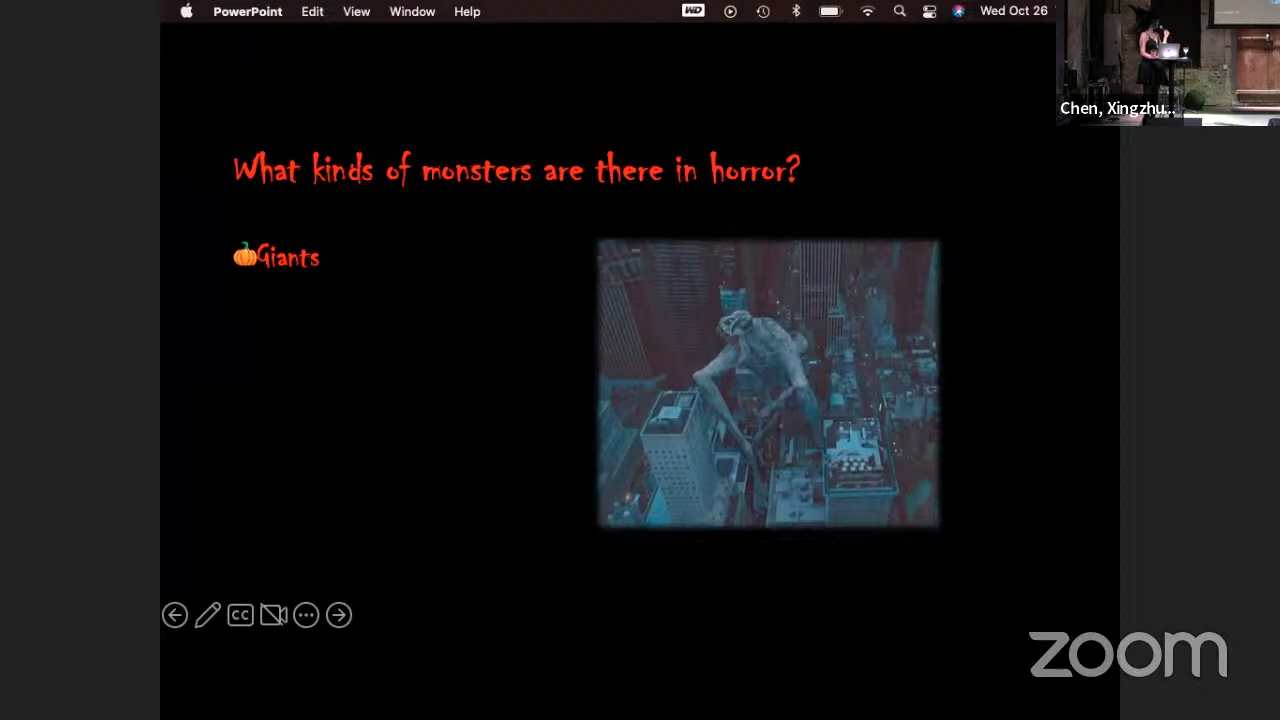 PowerPoint Edit View Window Help WD Wed Oct 26
Chen, Xingzhu...
What kinds of monsters are there in horror?
🎃Giants
CC
zoom